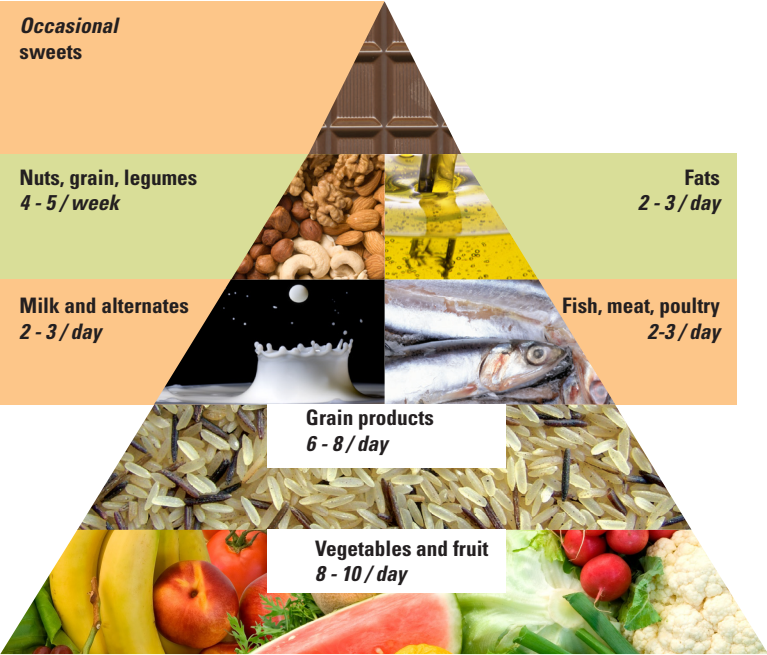 Occasional
sweets
Nuts, grain, legumes
4 - 5 / week
Fats
2 - 3 / day
Milk and alternates
2 - 3 / day
Fish, meat, poultry
2-3 / day
Grain products
6 - 8 / day
Vegetables and fruit
8 - 10 / day